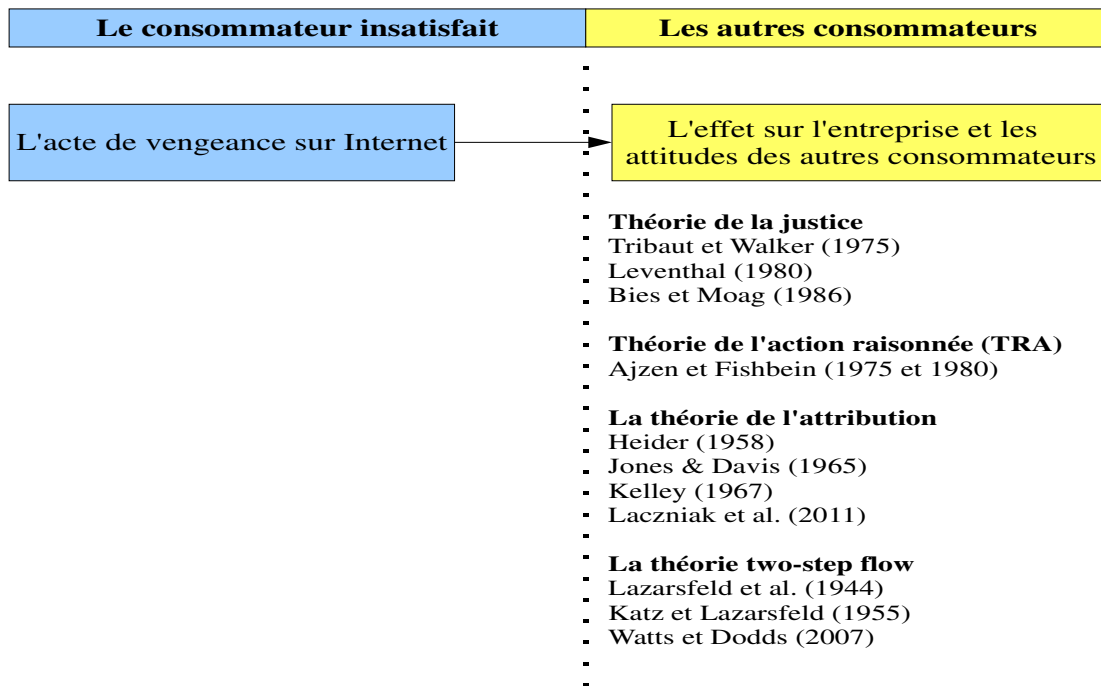 Le consommateur insatisfait
Les autres consommateurs
L'acte de vengeance sur Internet
L'effet sur l'entreprise et les
attitudes des autres consommateurs
Théorie de la justice
Tribaut et Walker (1975)
Leventhal (1980)
Bies et Moag (1986)
Théorie de l'action raisonnée (TRA)
Ajzen et Fishbein (1975 et 1980)
La théorie de l'attribution
Heider (1958)
Jones & Davis (1965)
Kelley (1967)
Laczniak et al. (2011)
La théorie two-step flow
Lazarsfeld et al. (1944)
Katz et Lazarsfeld (1955)
Watts et Dodds (2007)